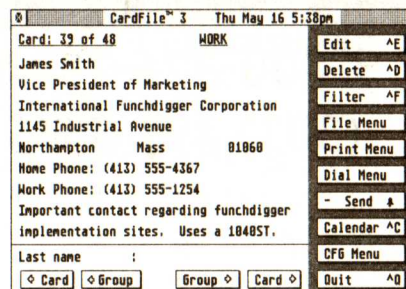 CardFile™ 3 Thu May 16 5:38pm
Card: 39 of 48 WORK
James Smith
Vice President of Marketing
International Funchdigger Corporation
1145 Industrial Avenue
Northampton Mass 01060
Home Phone: (413) 555-4367
Work Phone: (413) 555-1254
Important contact regarding funchdigger
implementation sites. Uses a 1040ST.
Last name :
◊ Card ◊ Group Group ◊ Card ◊
Edit ^E
Delete ^D
Filter ^F
File Menu
Print Menu
Dial Menu
- Send
Calendar ^C
CFG Menu
Quit ^Q